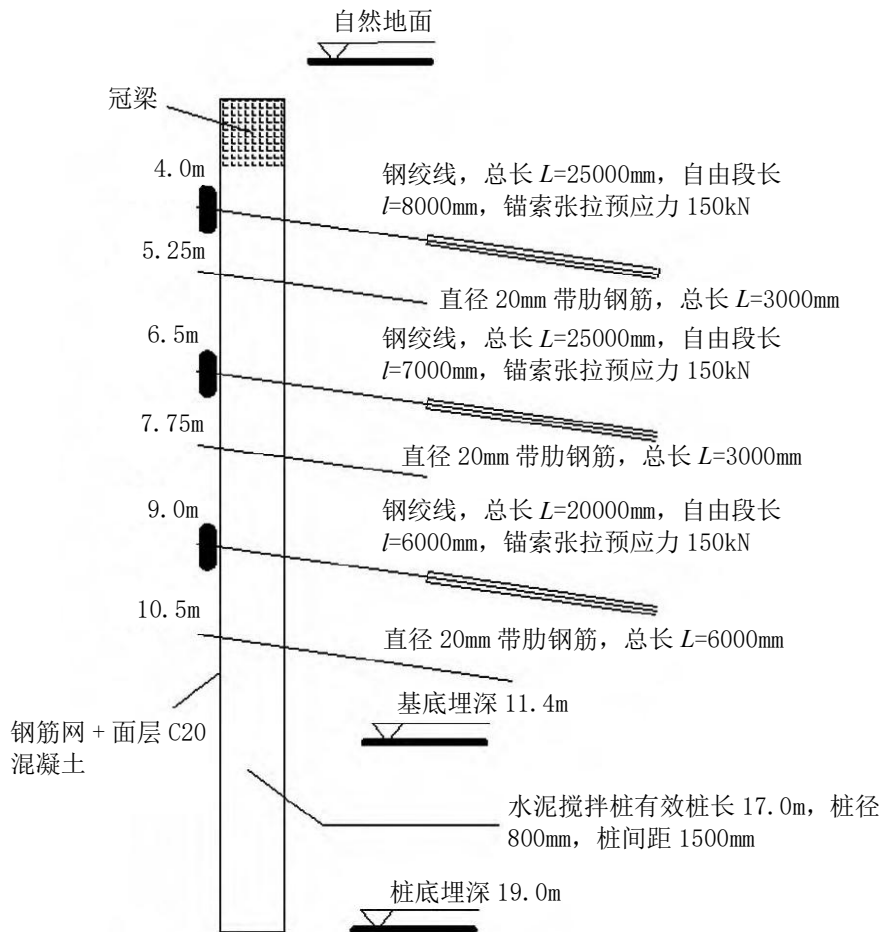 自然地面
冠梁
4.0m
钢绞线，总长 L=25000mm，自由段长
l=8000mm，锚索张拉预应力 150kN
5.25m
直径 20mm 带肋钢筋，总长 L=3000mm
6.5m
钢绞线，总长 L=25000mm，自由段长
l=7000mm，锚索张拉预应力 150kN
7.75m
直径 20mm 带肋钢筋，总长 L=3000mm
9.0m
钢绞线，总长 L=20000mm，自由段长
l=6000mm，锚索张拉预应力 150kN
10.5m
直径 20mm 带肋钢筋，总长 L=6000mm
基底埋深 11.4m
钢筋网 + 面层 C20
混凝土
水泥搅拌桩有效桩长 17.0m，桩径
800mm，桩间距 1500mm
桩底埋深 19.0m